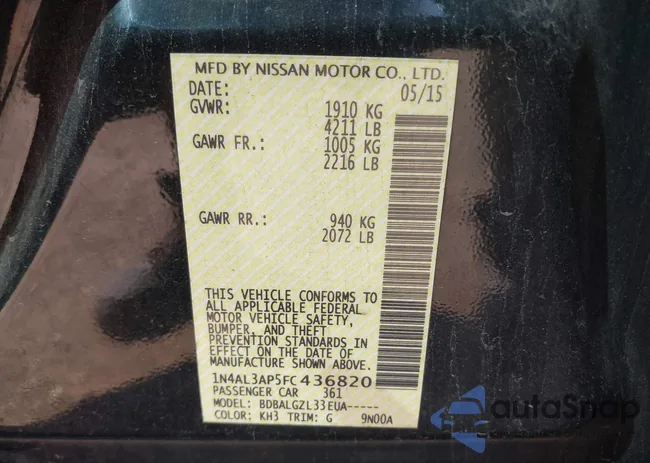 MFD BY NISSAN MOTOR CO., LTD.
DATE: 05/15
GVWR: 1910 KG
4211 LB
GAWR FR.: 1005 KG
2216 LB
GAWR RR.: 940 KG
2072 LB
THIS VEHICLE CONFORMS TO
ALL APPLICABLE FEDERAL
MOTOR VEHICLE SAFETY,
BUMPER, AND THEFT
PREVENTION STANDARDS IN
EFFECT ON THE DATE OF
MANUFACTURE SHOWN ABOVE.
1N4AL3AP5FC436820
PASSENGER CAR 361
MODEL: BDBALGZL33EUA-----
COLOR: KH3 TRIM: G 9N00A
autoSnap